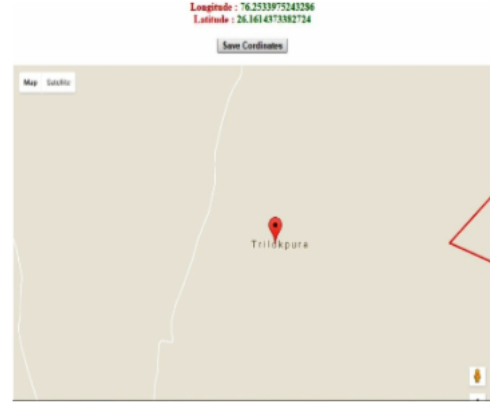 Longitude : 76.2533975243286
Latitude : 26.1614373382724
Save Cordinates
Map Satellite
Trilokpura